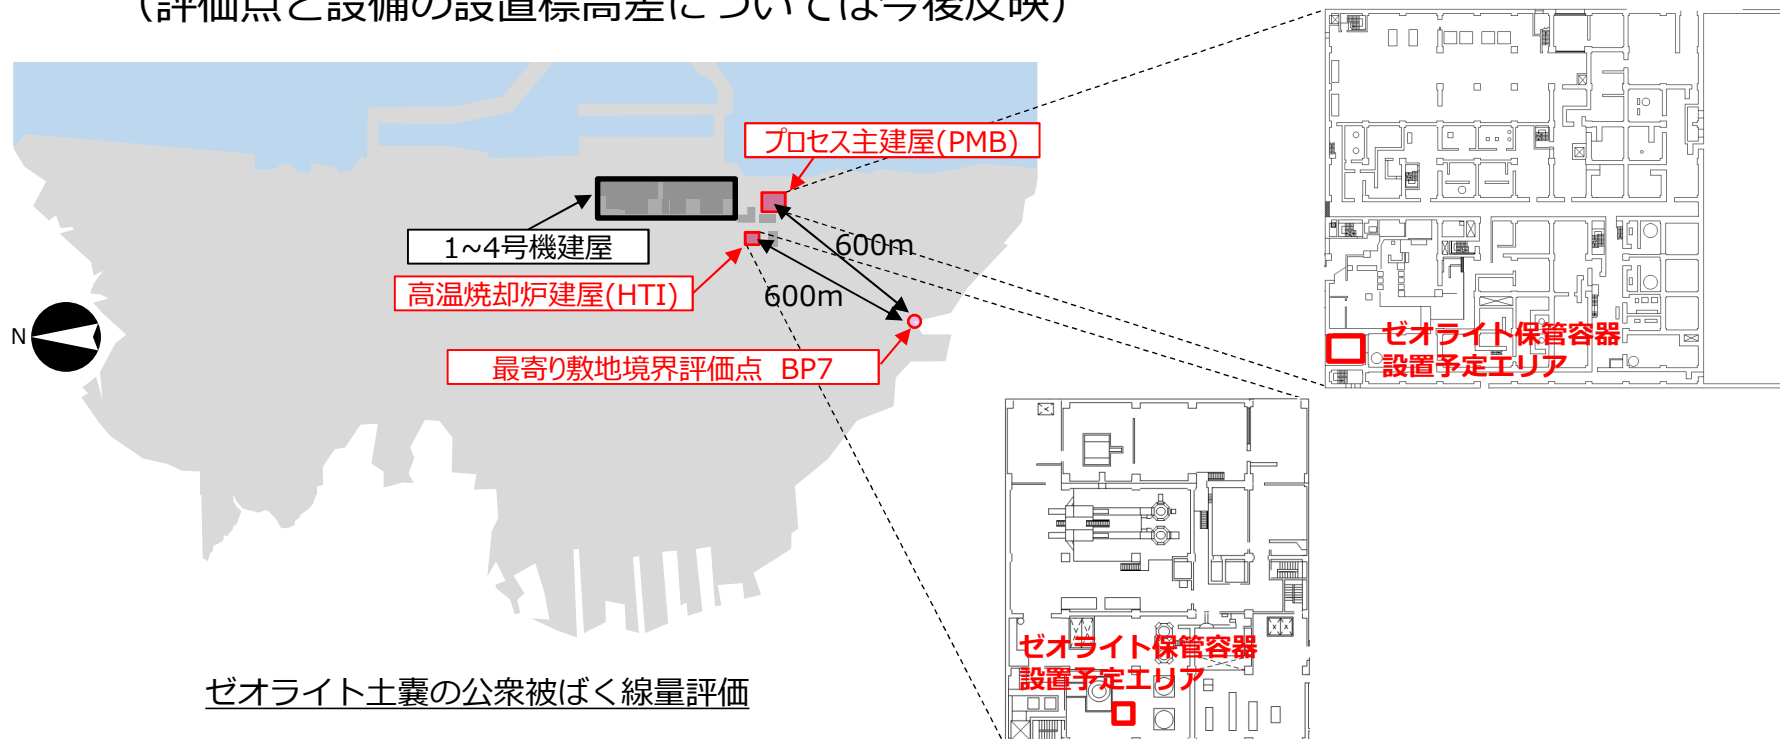 （評価点と設備の設置標高差については今後反映）
プロセス主建屋(PMB)
1~4号機建屋
600m
高温焼却炉建屋(HTI)
600m
N
最寄り敷地境界評価点 BP7
ゼオライト保管容器
設置予定エリア
ゼオライト保管容器
設置予定エリア
ゼオライト土嚢の公衆被ばく線量評価